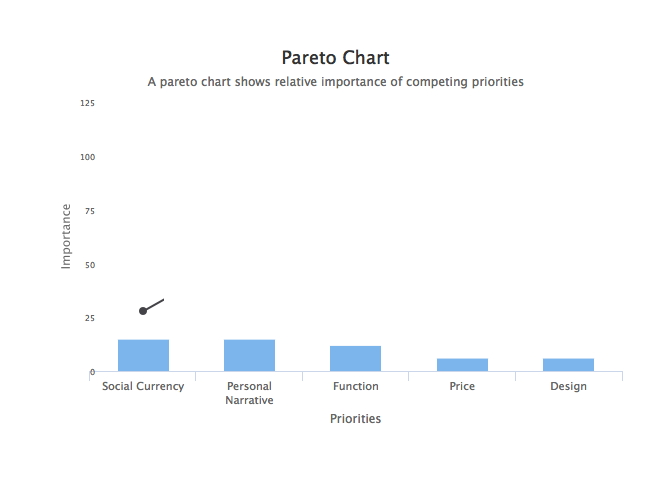 Pareto Chart
A pareto chart shows relative importance of competing priorities
125
100
75
50
25
0
Importance
Social Currency
Personal
Narrative
Function
Price
Design
Priorities